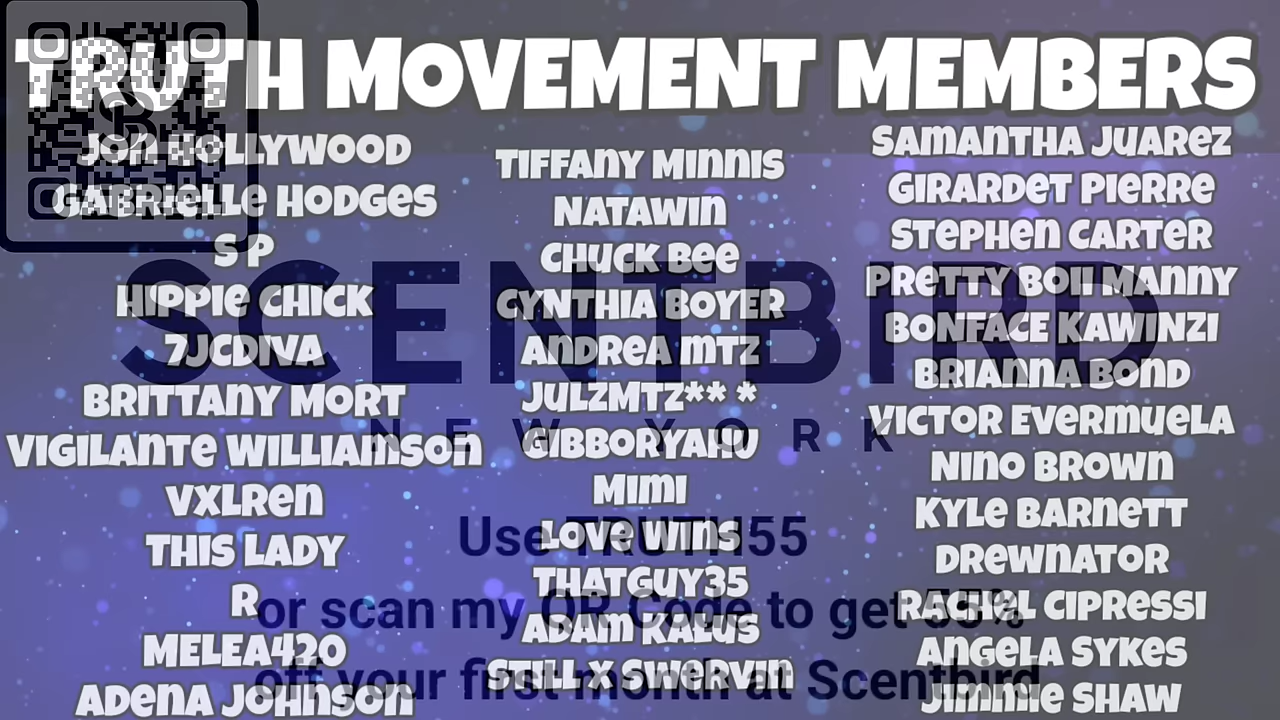 TRUTH MOVEMENT MEMBERS
JON HOLLYWOOD
GABRIELLE HODGES
S P
HIPPIE CHICK
7JCDIVA
BRITTANY MORT
VIGILANTE WILLIAMSON
VXLREN
THIS LADY
R
MELEA420
ADENA JOHNSON
TIFFANY MINNIS
NATAWIN
CHUCK BEE
CYNTHIA BOYER
ANDREA MTZ
JULZMTZ** *
GIBBORYAHU
MIMI
LOVE WINS
THATGUY35
ADAM KALUS
STILL X SWERVIN
SAMANTHA JUAREZ
GIRARDET PIERRE
STEPHEN CARTER
PRETTY BOII MANNY
BONFACE KAWINZI
BRIANNA BOND
VICTOR EVERMUELA
NINO BROWN
KYLE BARNETT
DREWNATOR
RACHEL CIPRESSI
ANGELA SYKES
JIMMIE SHAW
SCENTBIRD
NEW YORK
Use TRUTH55
or scan my QR Code to get 55%
off your first month at Scentbird